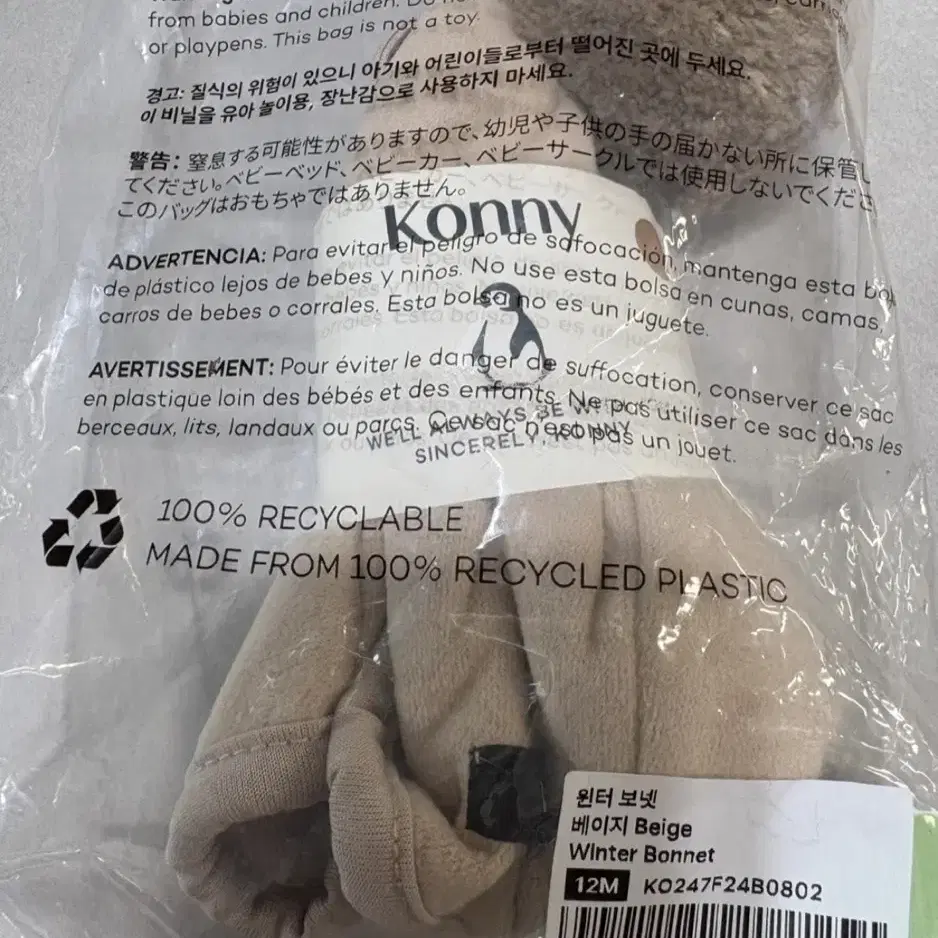 from babies and children. Do no
or playpens. This bag is not a toy.
경고: 질식의 위험이 있으니 아기와 어린이들로부터 떨어진 곳에 두세요.
이 비닐을 유아 놀이용, 장난감으로 사용하지 마세요.
警告: 窒息する可能性がありますので、幼児や子供の手の届かない所に保管し
てください。ベビーベッド、ベビーカー、ベビーサークルでは使用しないでくださ
このバッグはおもちゃではありません。
Konny
ADVERTENCIA: Para evitar el peligro de safocación, mantenga esta bol
de plástico lejos de bebes y niños. No use esta bolsa en cunas, camas,
carros de bebes o corrales. Esta bolsa no es un juguete.
AVERTISSEMENT: Pour éviter le danger de suffocation, conserver ce sac
en plastique loin des bébés et des enfants. Ne pas utiliser ce sac dans les
berceaux, lits, landaux ou parcs. Ce sac n'est pas un jouet.
WE'LL ALWAYS BE WITH YOU
SINCERELY, KONNY
100% RECYCLABLE
MADE FROM 100% RECYCLED PLASTIC
윈터 보넷
베이지 Beige
Winter Bonnet
12M KO247F24B0802